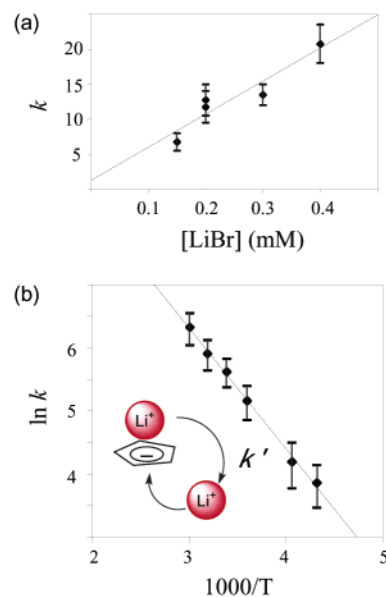 (a)
20
15
10
5
k
0.1 0.2 0.3 0.4
[LiBr] (mM)
(b)
6
5
4
ln k
Li⁺
k'
Li⁺
2 3 4 5
1000/T